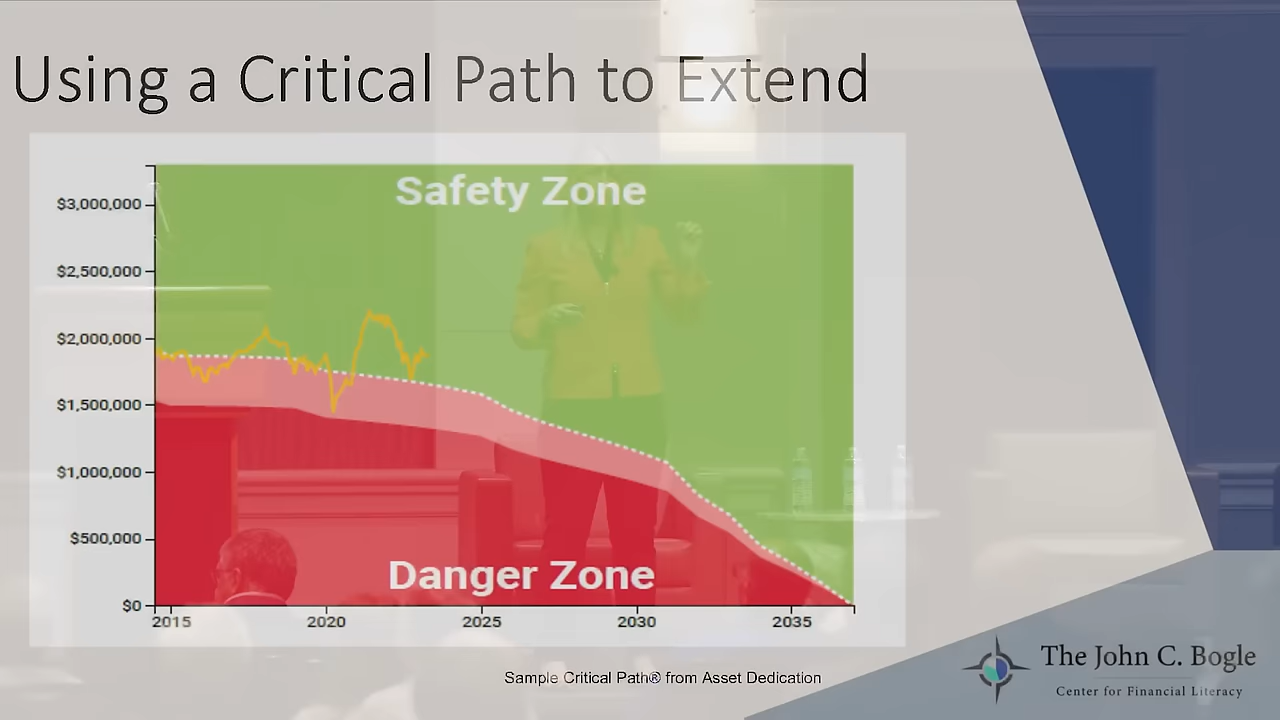 Using a Critical Path to Extend
Safety Zone
$3,000,000
$2,500,000
$2,000,000
$1,500,000
$1,000,000
$500,000
$0
Danger Zone
2015 2020 2025 2030 2035
Sample Critical Path® from Asset Dedication
The John C. Bogle
Center for Financial Literacy